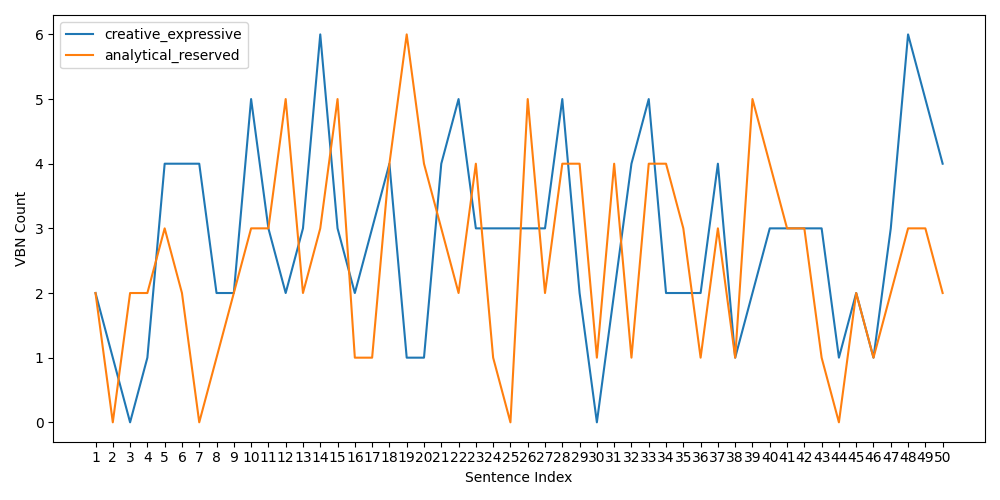 creative_expressive
analytical_reserved
6
5
4
3
2
1
0
VBN Count
1 2 3 4 5 6 7 8 9 10 11 12 13 14 15 16 17 18 19 20 21 22 23 24 25 26 27 28 29 30 31 32 33 34 35 36 37 38 39 40 41 42 43 44 45 46 47 48 49 50
Sentence Index